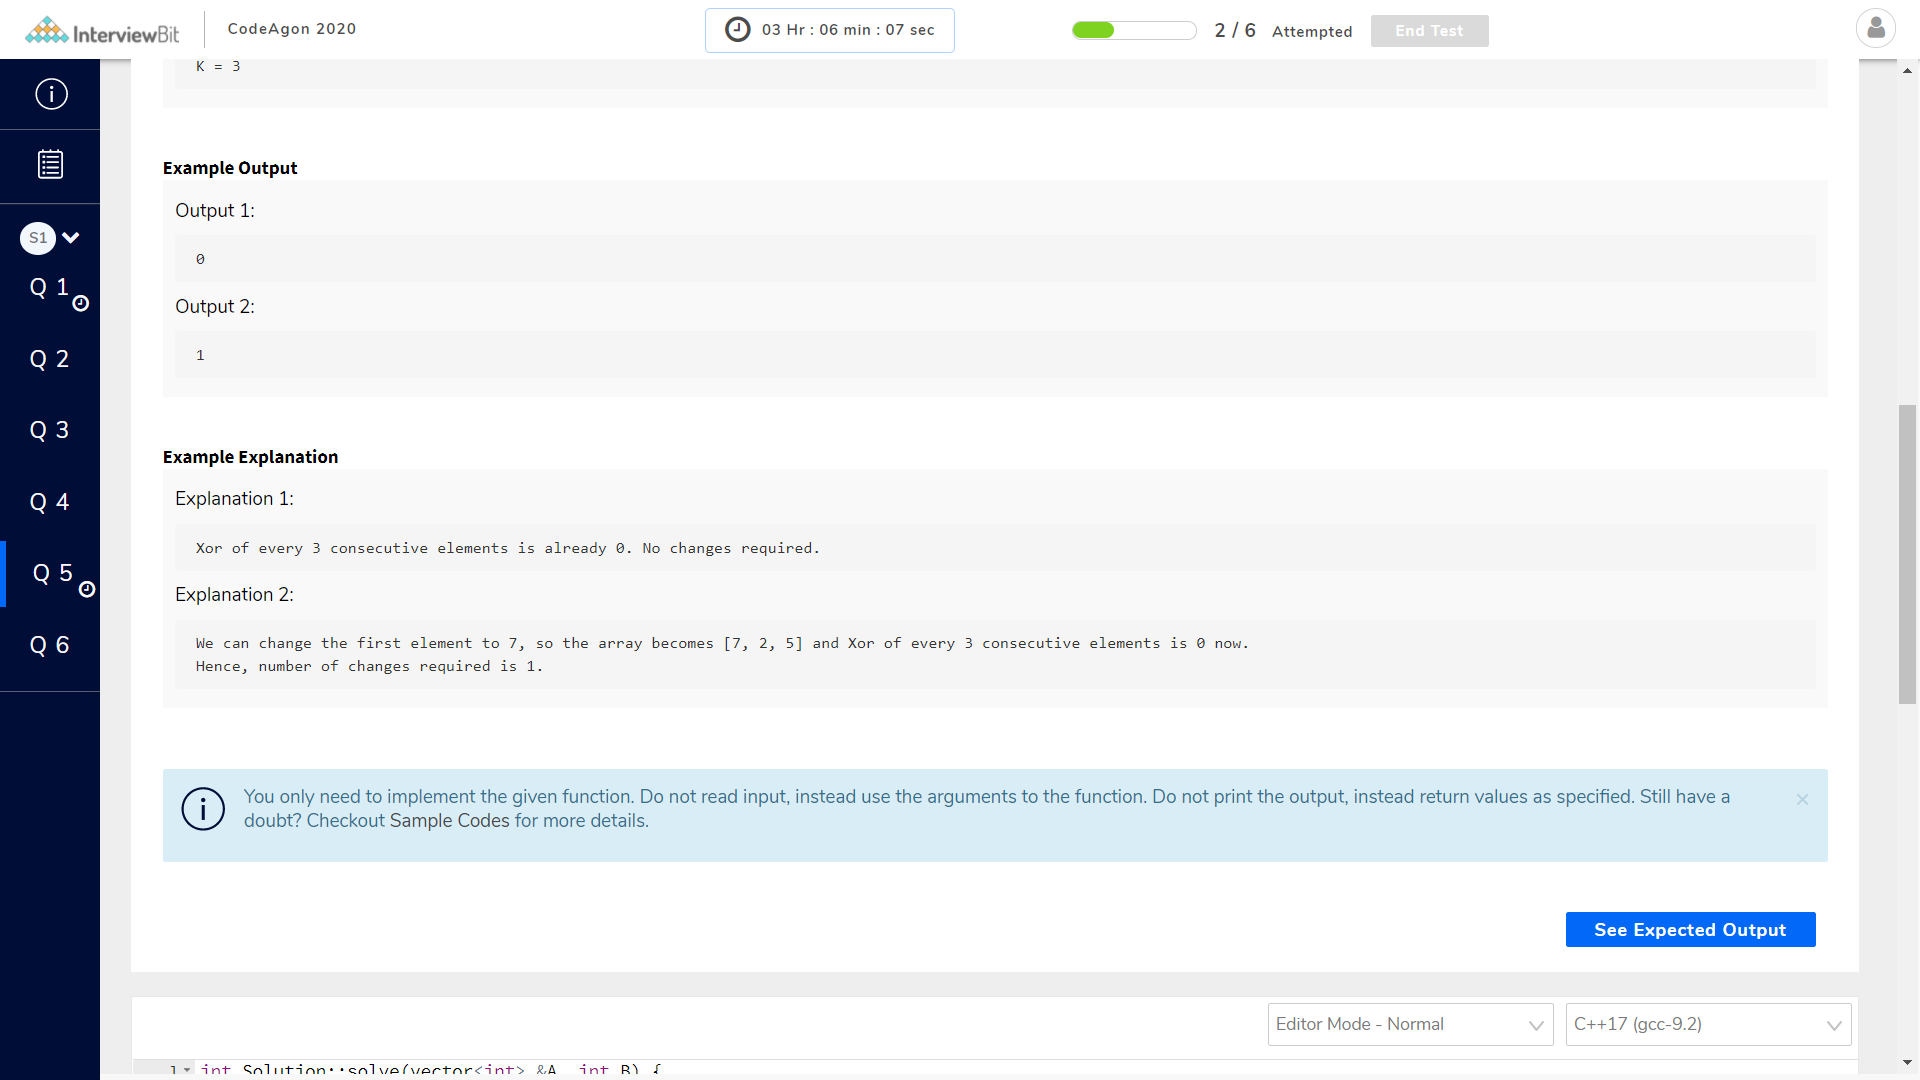 InterviewBit
CodeAgon 2020
03 Hr : 06 min : 07 sec
2 / 6 Attempted
End Test
S1
Q 1
Q 2
Q 3
Q 4
Q 5
Q 6
K = 3
Example Output
Output 1:
0
Output 2:
1
Example Explanation
Explanation 1:
Xor of every 3 consecutive elements is already 0. No changes required.
Explanation 2:
We can change the first element to 7, so the array becomes [7, 2, 5] and Xor of every 3 consecutive elements is 0 now.
Hence, number of changes required is 1.
You only need to implement the given function. Do not read input, instead use the arguments to the function. Do not print the output, instead return values as specified. Still have a
doubt? Checkout Sample Codes for more details.
See Expected Output
Editor Mode - Normal
C++17 (gcc-9.2)
1 int Solution::solve(vector<int> &A, int B) {